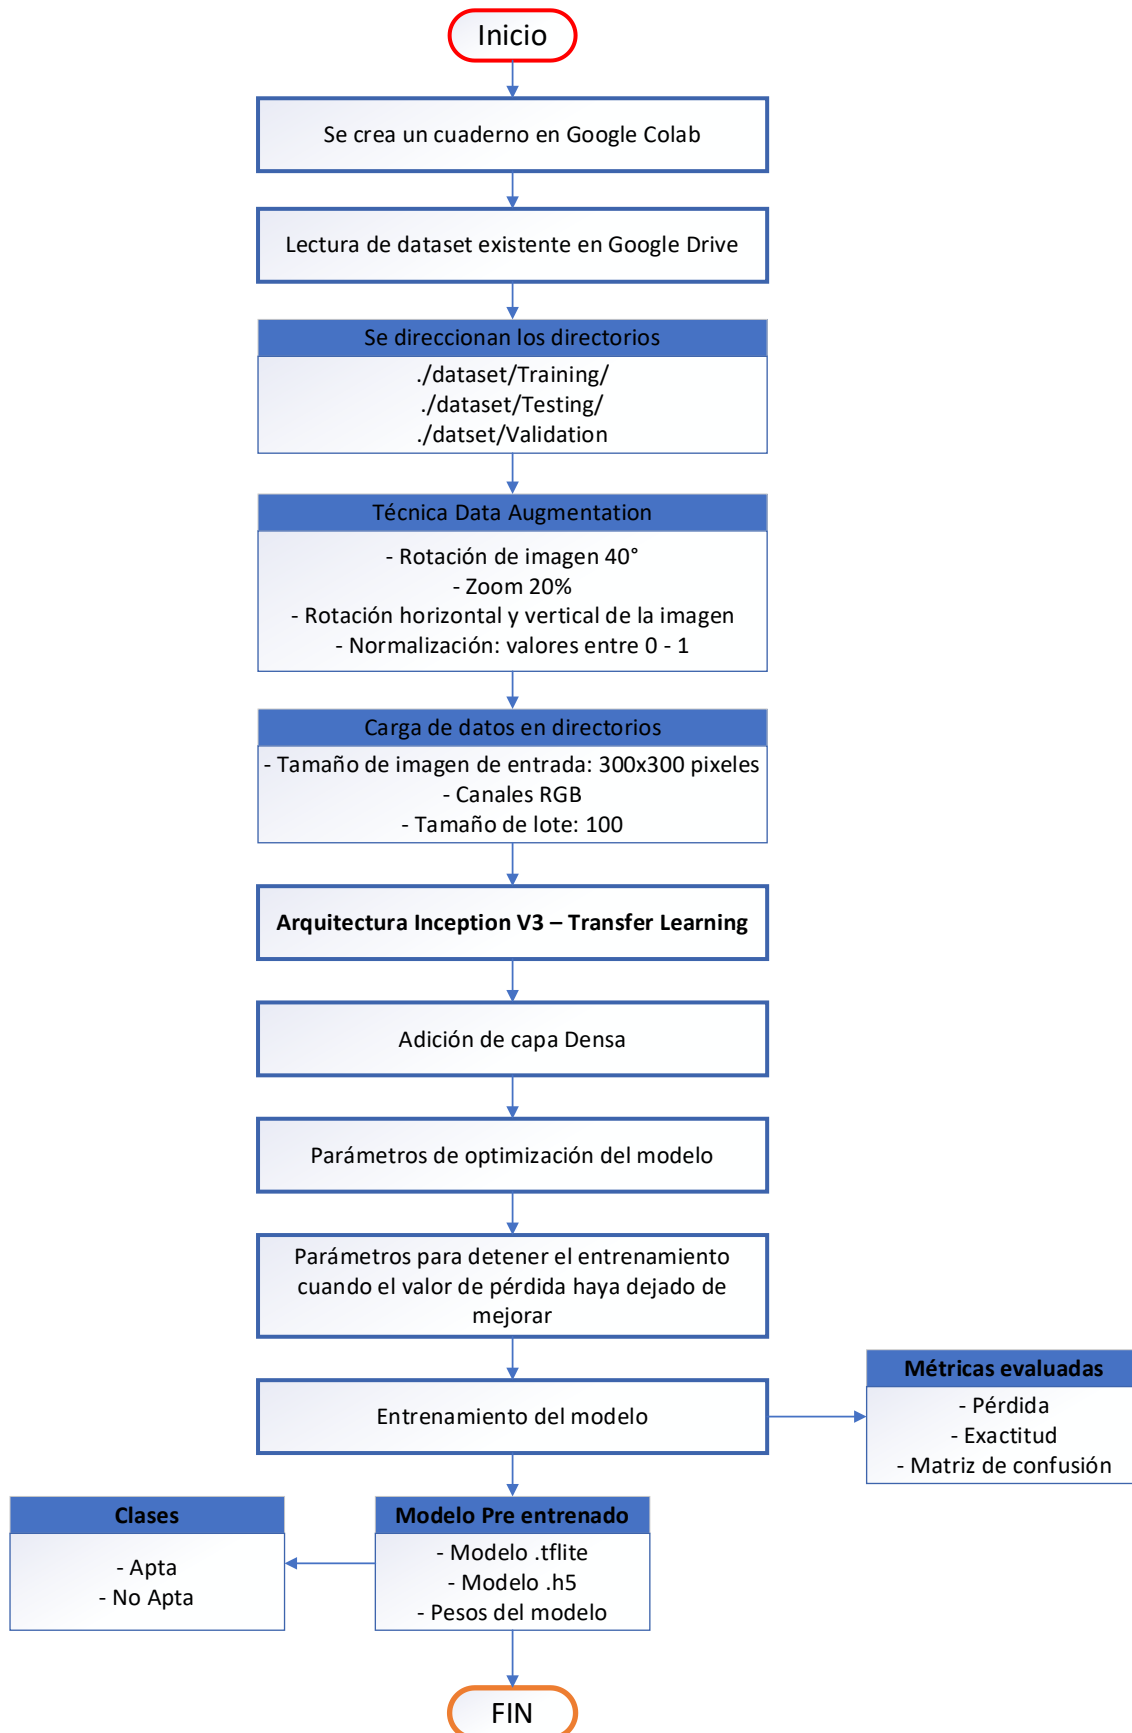 Inicio
Se crea un cuaderno en Google Colab
Lectura de dataset existente en Google Drive
Se direccionan los directorios
./dataset/Training/
./dataset/Testing/
./datset/Validation
Técnica Data Augmentation
- Rotación de imagen 40°
- Zoom 20%
- Rotación horizontal y vertical de la imagen
- Normalización: valores entre 0 - 1
Carga de datos en directorios
- Tamaño de imagen de entrada: 300x300 pixeles
- Canales RGB
- Tamaño de lote: 100
Arquitectura Inception V3 – Transfer Learning
Adición de capa Densa
Parámetros de optimización del modelo
Parámetros para detener el entrenamiento
cuando el valor de pérdida haya dejado de
mejorar
Entrenamiento del modelo
Métricas evaluadas
- Pérdida
- Exactitud
- Matriz de confusión
Modelo Pre entrenado
- Modelo .tflite
- Modelo .h5
- Pesos del modelo
Clases
- Apta
- No Apta
FIN